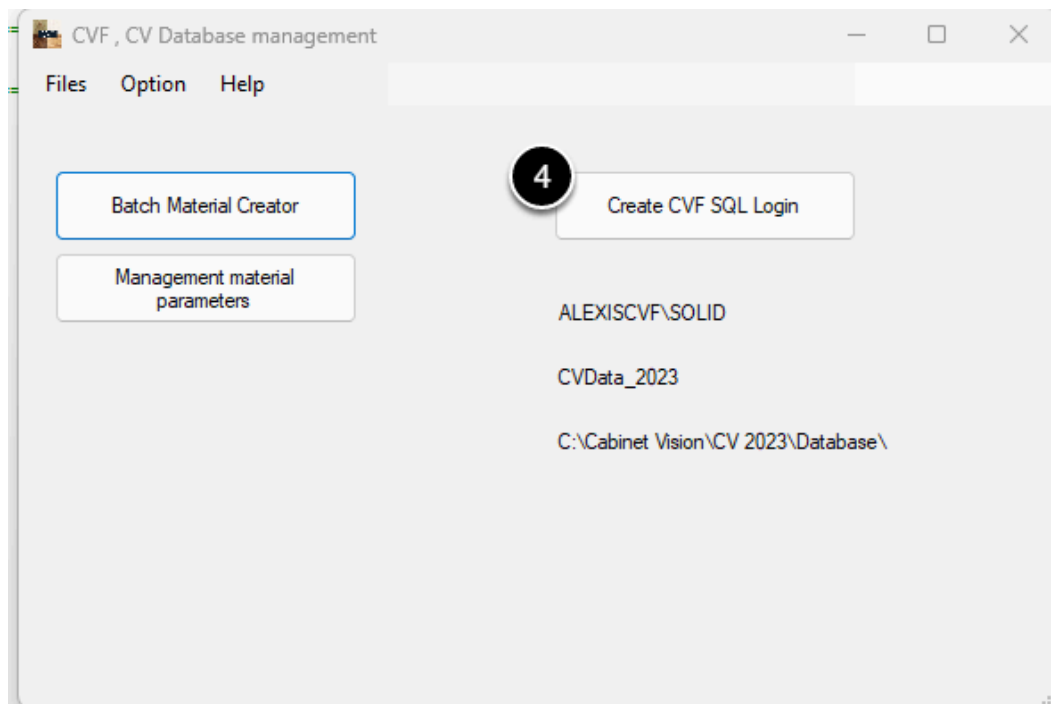 CVF , CV Database management
Files Option Help
4
Batch Material Creator
Create CVF SQL Login
Management material
parameters
ALEXISCVF\SOLID
CVData_2023
C:\Cabinet Vision\CV 2023\Database\